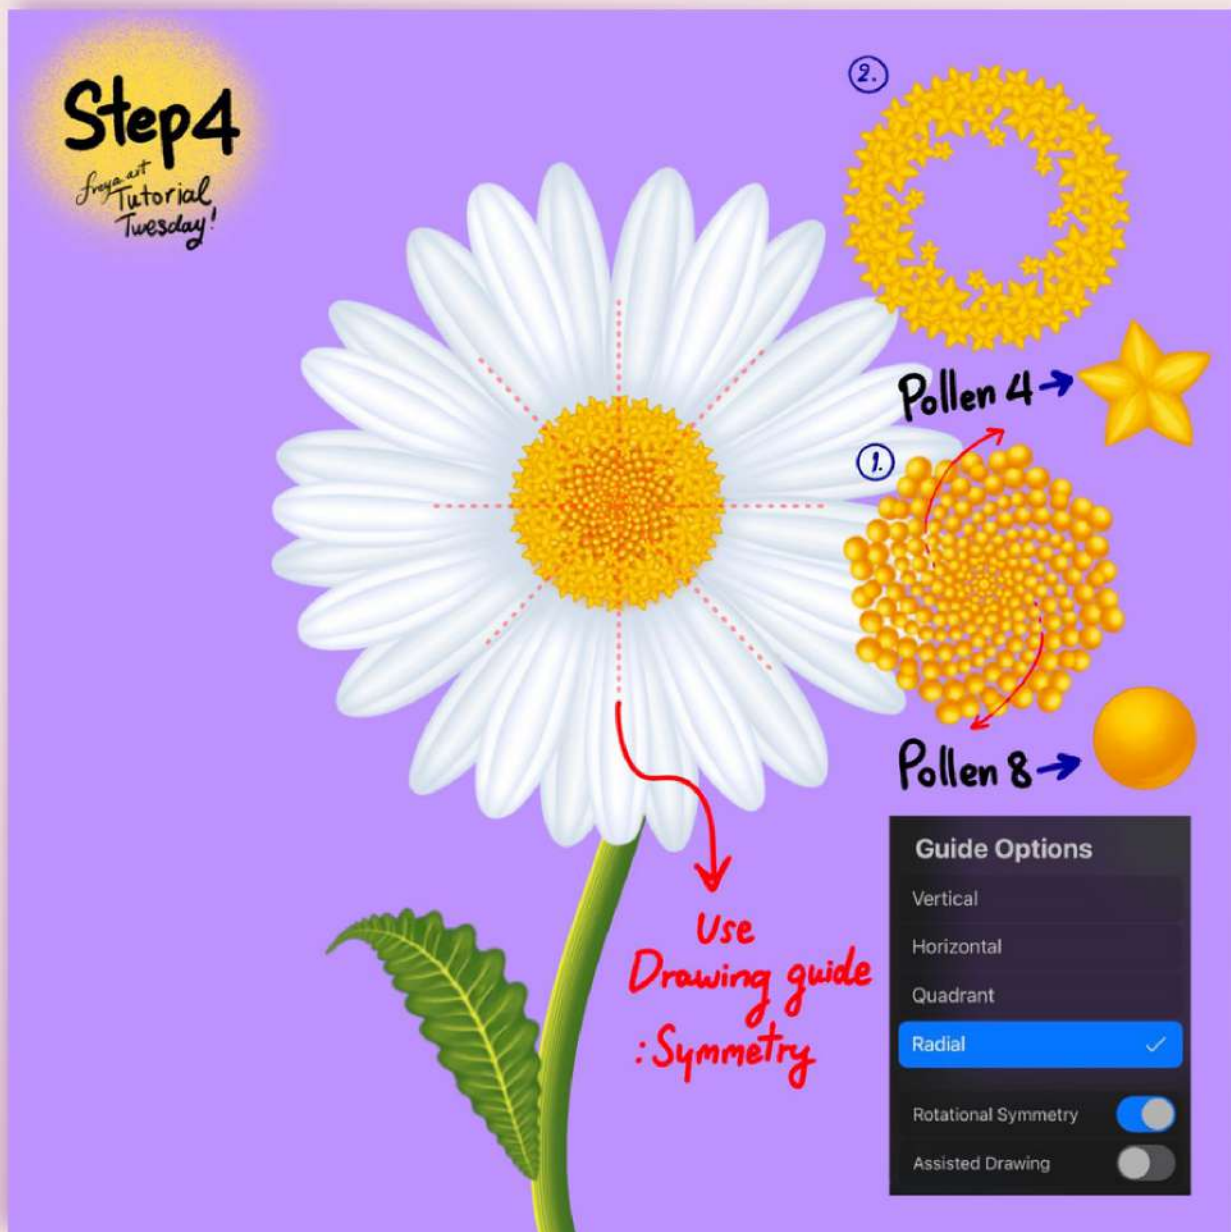 Step4
freya.art
Tutorial
Tuesday!
2.
Pollen 4
1.
Pollen 8
Use
Drawing guide
:Symmetry
Guide Options
Vertical
Horizontal
Quadrant
Radial
Rotational Symmetry
Assisted Drawing